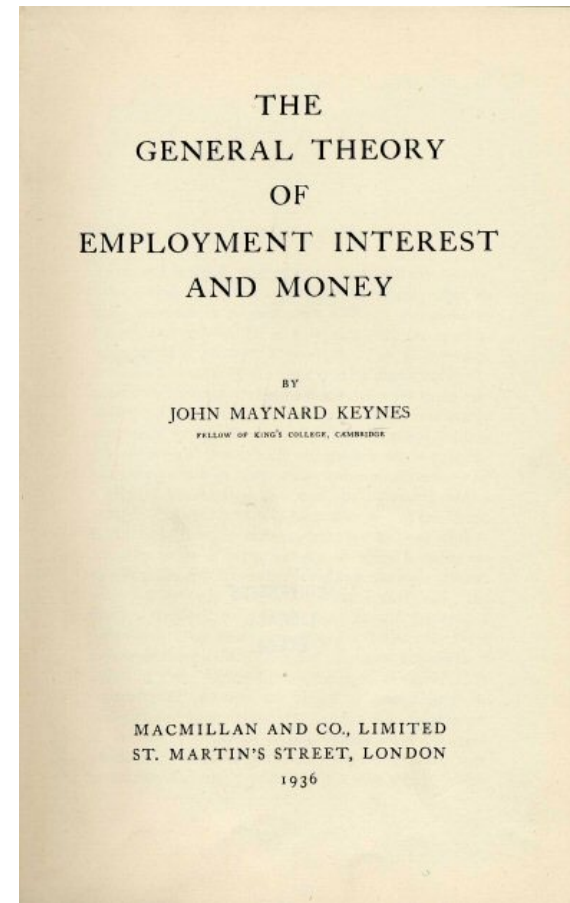 THE
GENERAL THEORY
OF
EMPLOYMENT INTEREST
AND MONEY
BY
JOHN MAYNARD KEYNES
FELLOW OF KING'S COLLEGE, CAMBRIDGE
MACMILLAN AND CO., LIMITED
ST. MARTIN'S STREET, LONDON
1936